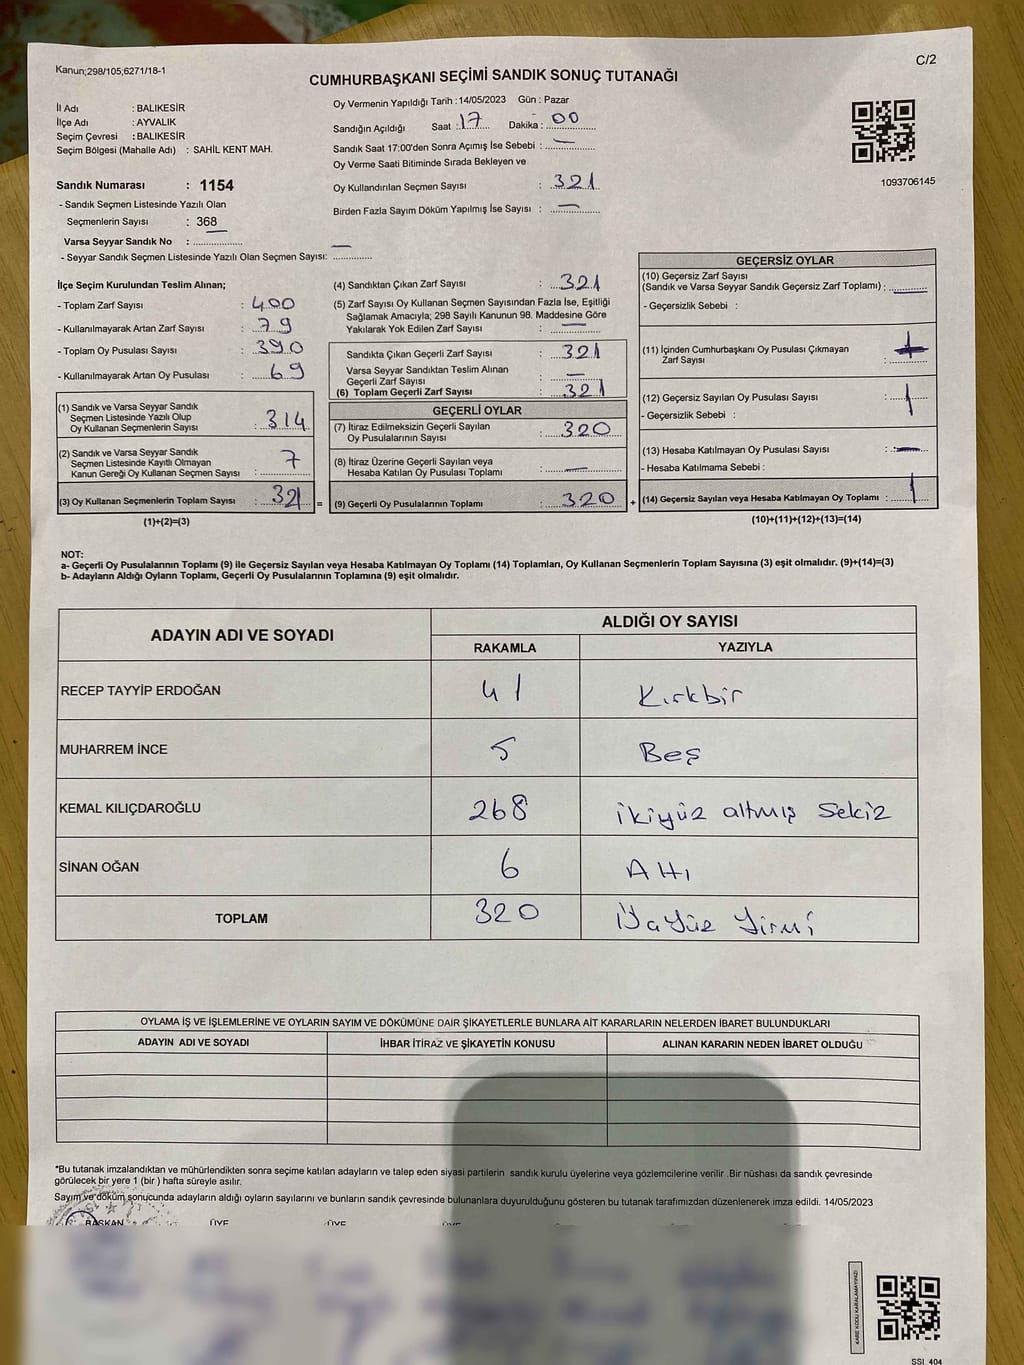 Kanun;298/105;6271/18-1
C/2
CUMHURBAŞKANI SEÇİMİ SANDIK SONUÇ TUTANAĞI
İl Adı : BALIKESİR
İlçe Adı : AYVALIK
Seçim Çevresi : BALIKESİR
Seçim Bölgesi (Mahalle Adı) : SAHİL KENT MAH.
Oy Vermenin Yapıldığı Tarih : 14/05/2023 Gün : Pazar
Sandığın Açıldığı Saat : 17 Dakika : 00
Sandık Saat 17:00'den Sonra Açımış İse Sebebi : —
Oy Verme Saati Bitiminde Sırada Bekleyen ve
Oy Kullandırılan Seçmen Sayısı : 321
Birden Fazla Sayım Döküm Yapılmış İse Sayısı : —
1093706145
Sandık Numarası : 1154
- Sandık Seçmen Listesinde Yazılı Olan
Seçmenlerin Sayısı : 368
Varsa Seyyar Sandık No : —
- Seyyar Sandık Seçmen Listesinde Yazılı Olan Seçmen Sayısı: —
İlçe Seçim Kurulundan Teslim Alınan;
- Toplam Zarf Sayısı : 400
- Kullanılmayarak Artan Zarf Sayısı : 79
- Toplam Oy Pusulası Sayısı : 390
- Kullanılmayarak Artan Oy Pusulası : 69
(1) Sandık ve Varsa Seyyar Sandık
Seçmen Listesinde Yazılı Olup
Oy Kullanan Seçmenlerin Sayısı : 314
(2) Sandık ve Varsa Seyyar Sandık
Seçmen Listesinde Kayıtlı Olmayan
Kanun Gereği Oy Kullanan Seçmen Sayısı : 7
(3) Oy Kullanan Seçmenlerin Toplam Sayısı : 321 =
(1)+(2)=(3)
(4) Sandıktan Çıkan Zarf Sayısı : 321
(5) Zarf Sayısı Oy Kullanan Seçmen Sayısından Fazla İse, Eşitliği
Sağlamak Amacıyla; 298 Sayılı Kanunun 98. Maddesine Göre
Yakılarak Yok Edilen Zarf Sayısı : —
Sandıkta Çıkan Geçerli Zarf Sayısı : 321
Varsa Seyyar Sandıktan Teslim Alınan
Geçerli Zarf Sayısı : —
(6) Toplam Geçerli Zarf Sayısı : 321
GEÇERLİ OYLAR
(7) İtiraz Edilmeksizin Geçerli Sayılan
Oy Pusulalarının Sayısı : 320
(8) İtiraz Üzerine Geçerli Sayılan veya
Hesaba Katılan Oy Pusulası Toplamı : —
(9) Geçerli Oy Pusulalarının Toplamı : 320 +
GEÇERSİZ OYLAR
(10) Geçersiz Zarf Sayısı
(Sandık ve Varsa Seyyar Sandık Geçersiz Zarf Toplamı) : —
- Geçersizlik Sebebi :
(11) İçinden Cumhurbaşkanı Oy Pusulası Çıkmayan
Zarf Sayısı :
(12) Geçersiz Sayılan Oy Pusulası Sayısı : 1
- Geçersizlik Sebebi :
(13) Hesaba Katılmayan Oy Pusulası Sayısı : —
- Hesaba Katılmama Sebebi :
(14) Geçersiz Sayılan veya Hesaba Katılmayan Oy Toplamı : 1
(10)+(11)+(12)+(13)=(14)
NOT:
a- Geçerli Oy Pusulalarının Toplamı (9) ile Geçersiz Sayılan veya Hesaba Katılmayan Oy Toplamı (14) Toplamları, Oy Kullanan Seçmenlerin Toplam Sayısına (3) eşit olmalıdır. (9)+(14)=(3)
b- Adayların Aldığı Oyların Toplamı, Geçerli Oy Pusulalarının Toplamına (9) eşit olmalıdır.
ADAYIN ADI VE SOYADI
ALDIĞI OY SAYISI
RAKAMLA YAZIYLA
RECEP TAYYİP ERDOĞAN 41 Kırkbir
MUHARREM İNCE 5 Beş
KEMAL KILIÇDAROĞLU 268 ikiyüz altmış sekiz
SİNAN OĞAN 6 Altı
TOPLAM 320 Üçyüz Yirmi
OYLAMA İŞ VE İŞLEMLERİNE VE OYLARIN SAYIM VE DÖKÜMÜNE DAİR ŞİKAYETLERLE BUNLARA AİT KARARLARIN NELERDEN İBARET BULUNDUKLARI
ADAYIN ADI VE SOYADI İHBAR İTİRAZ VE ŞİKAYETİN KONUSU ALINAN KARARIN NEDEN İBARET OLDUĞU
*Bu tutanak imzalandıktan ve mühürlendikten sonra seçime katılan adayların ve talep eden siyasi partilerin sandık kurulu üyelerine veya gözlemcilerine verilir .Bir nüshası da sandık çevresinde
görülecek bir yere 1 (bir ) hafta süreyle asılır.
Sayım ve döküm sonucunda adayların aldığı oyların sayılarını ve bunların sandık çevresinde bulunanlara duyurulduğunu gösteren bu tutanak tarafımızdan düzenlenerek imza edildi. 14/05/2023
BAŞKAN ÜYE ÜYE ÜYE
KARE KODU KARALAMAYINIZ!
SSI 404